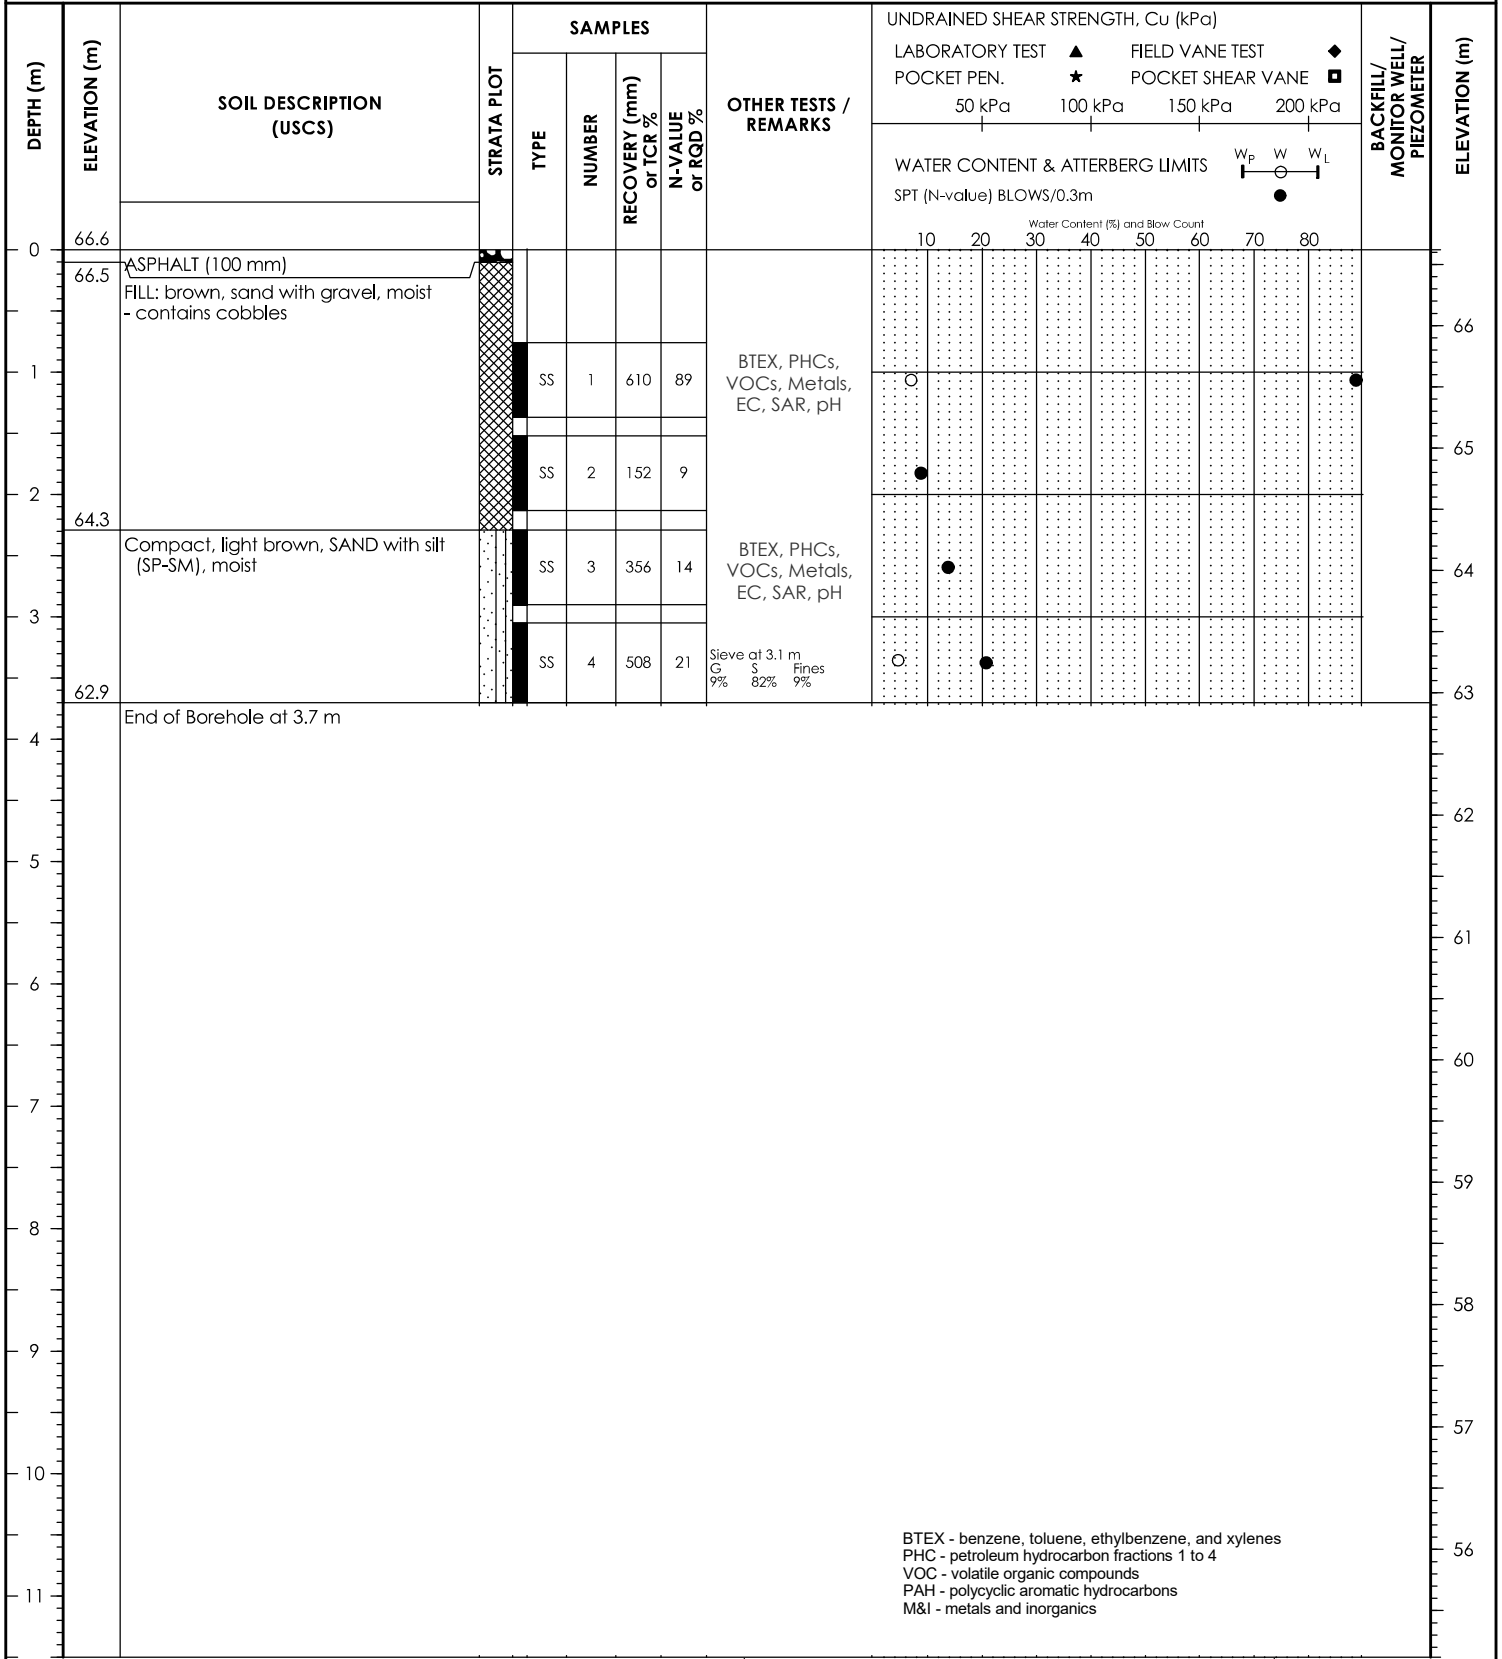 DEPTH (m)
ELEVATION (m)
SOIL DESCRIPTION
(USCS)
STRATA PLOT
SAMPLES
TYPE
NUMBER
RECOVERY (mm)
or TCR %
N-VALUE
or RQD %
OTHER TESTS /
REMARKS
UNDRAINED SHEAR STRENGTH, Cu (kPa)
LABORATORY TEST ▲ FIELD VANE TEST ◆
POCKET PEN. ★ POCKET SHEAR VANE
50 kPa 100 kPa 150 kPa 200 kPa
WATER CONTENT & ATTERBERG LIMITS WP W WL
SPT (N-value) BLOWS/0.3m ●
Water Content (%) and Blow Count
10 20 30 40 50 60 70 80
BACKFILL/
MONITOR WELL/
PIEZOMETER
ELEVATION (m)
0 66.6
66.5 ASPHALT (100 mm)
FILL: brown, sand with gravel, moist
- contains cobbles
66
1 SS 1 610 89
BTEX, PHCs,
VOCs, Metals,
EC, SAR, pH
65
SS 2 152 9
2
64.3
Compact, light brown, SAND with silt
(SP-SM), moist
SS 3 356 14
BTEX, PHCs,
VOCs, Metals,
EC, SAR, pH
64
3
SS 4 508 21
Sieve at 3.1 m
G S Fines
9% 82% 9%
62.9
63
End of Borehole at 3.7 m
4
62
5
61
6
60
7
59
8
58
9
57
10
BTEX - benzene, toluene, ethylbenzene, and xylenes
56
PHC - petroleum hydrocarbon fractions 1 to 4
VOC - volatile organic compounds
PAH - polycyclic aromatic hydrocarbons
11
M&I - metals and inorganics